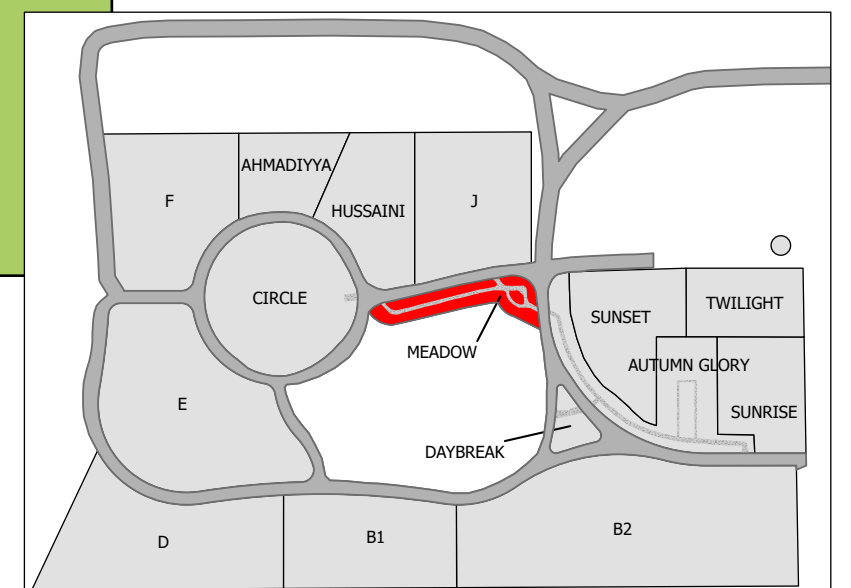 AHMADIYYA
F
HUSSAINI
J
CIRCLE
TWILIGHT
SUNSET
MEADOW
AUTUMN GLORY
E
SUNRISE
DAYBREAK
D
B1
B2